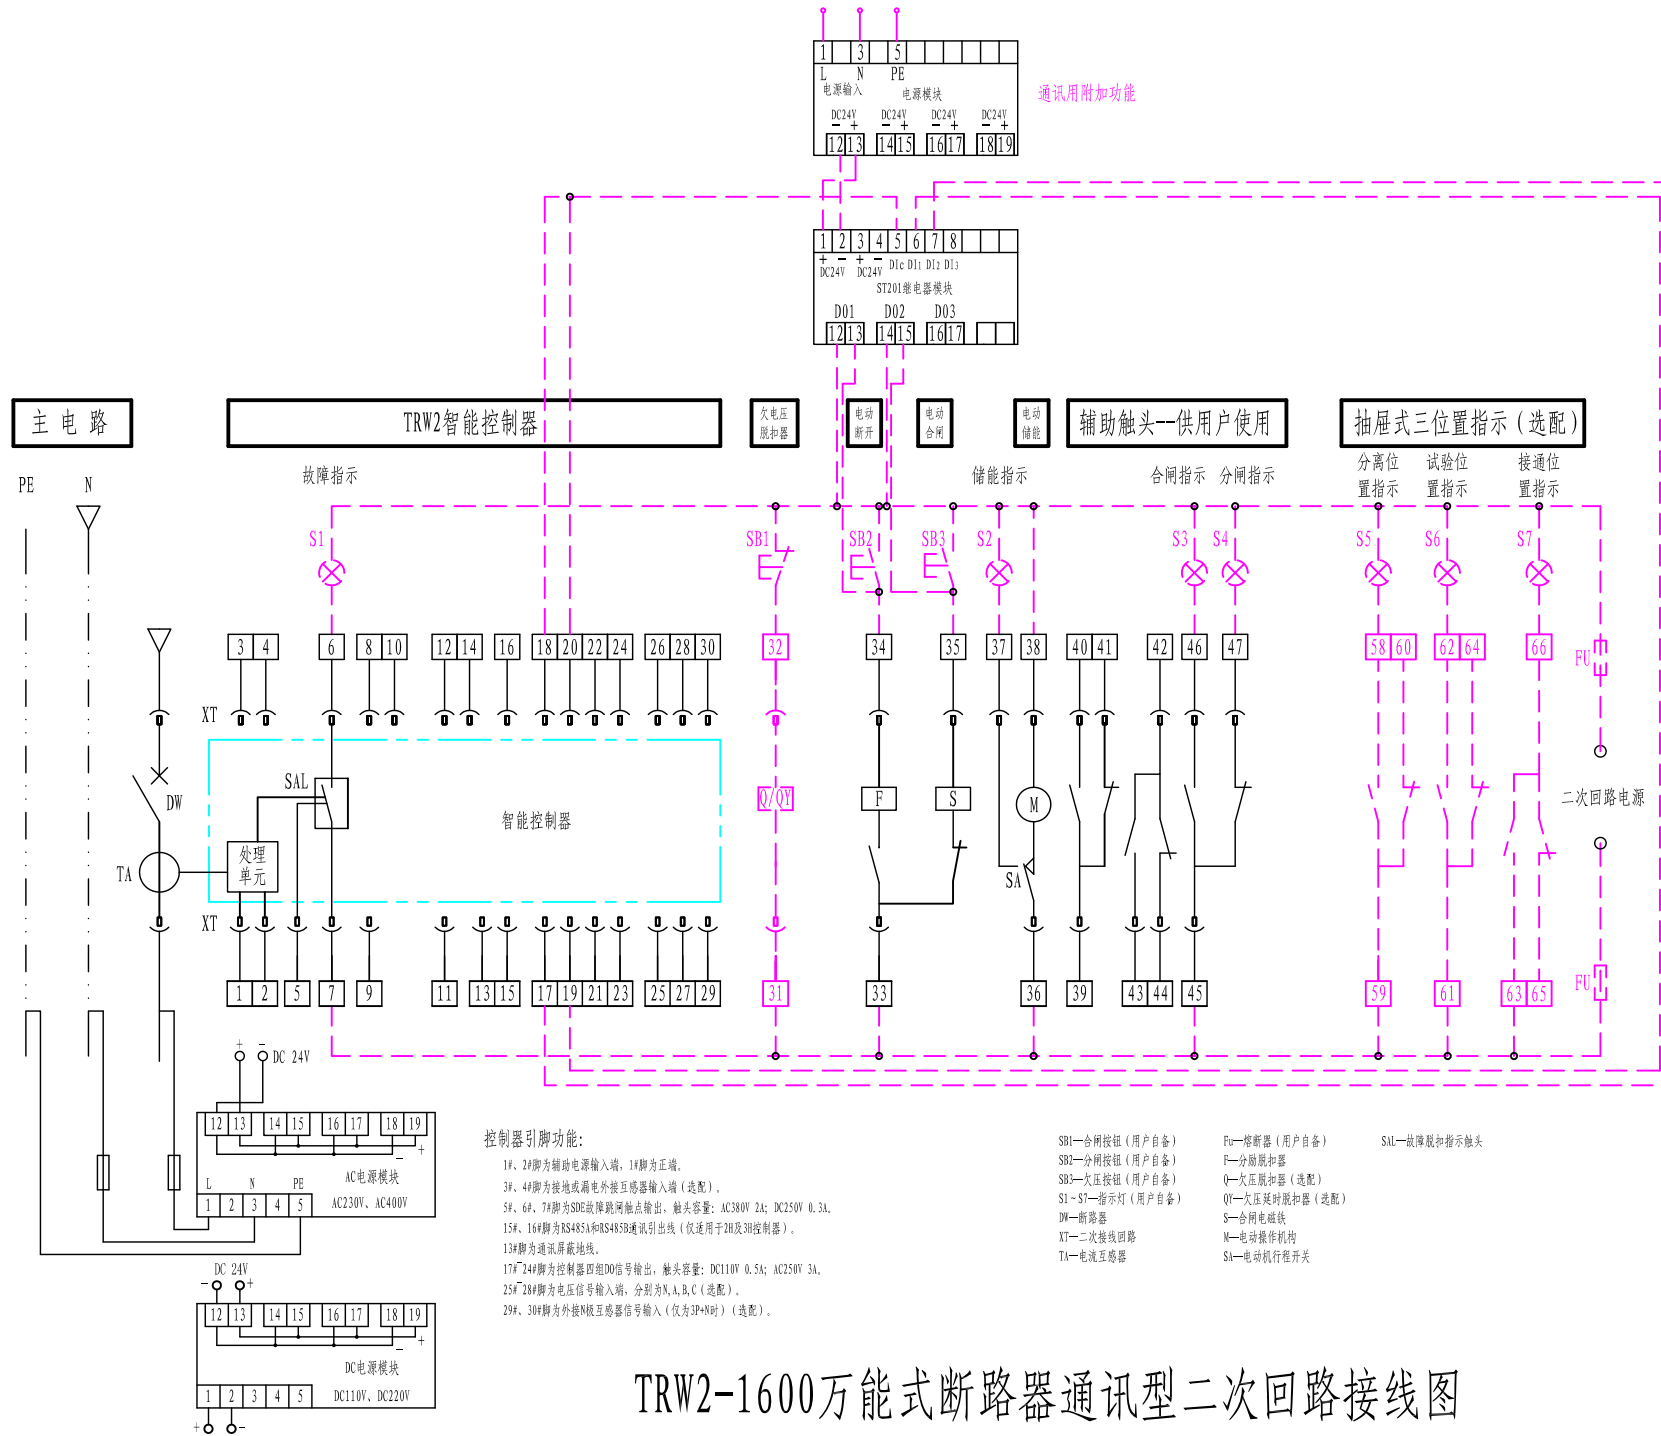 1 3 5
L N PE
电源输入 电源模块
通讯用附加功能
DC24V DC24V DC24V DC24V
− + − + − + − +
12 13 14 15 16 17 18 19
1 2 3 4 5 6 7 8
+ − + −
DC24V DC24V DIc DI1 DI2 DI3
ST201继电器模块
DO1 DO2 DO3
12 13 14 15 16 17
主电路
TRW2智能控制器
欠电压
脱扣器
电动
断开
电动
合闸
电动
储能
辅助触头--供用户使用
抽屉式三位置指示(选配)
PE N
故障指示
储能指示
合闸指示 分闸指示
分离位
置指示
试验位
置指示
接通位
置指示
S1 SB1 SB2 SB3 S2 S3 S4 S5 S6 S7
3 4 6 8 10 12 14 16 18 20 22 24 26 28 30 32 34 35 37 38 40 41 42 46 47 58 60 62 64 66
FU
XT
SAL
DW
智能控制器
Q/QY
F
S
M
二次回路电源
处理
单元
TA
SA
XT
1 2 5 7 9 11 13 15 17 19 21 23 25 27 29 31 33 36 39 43 44 45 59 61 63 65
FU
+ − DC 24V
12 13 14 15 16 17 18 19
− +
AC电源模块
L N PE
AC230V、AC400V
1 2 3 4 5
DC 24V
− +
12 13 14 15 16 17 18 19
− +
DC电源模块
DC110V、DC220V
1 2 3 4 5
+ −
控制器引脚功能:
1#、2#脚为辅助电源输入端, 1#脚为正端。
3#、4#脚为接地或漏电外接互感器输入端(选配)。
5#、6#、7#脚为SDE故障跳闸触点输出, 触头容量: AC380V 2A; DC250V 0.3A。
15#、16#脚为RS485A和RS485B通讯引出线(仅适用于2H及3H控制器)。
13#脚为通讯屏蔽地线。
17#~24#脚为控制器四组DO信号输出, 触头容量: DC110V 0.5A; AC250V 3A。
25#~28#脚为电压信号输入端, 分别为N,A,B,C(选配)。
29#、30#脚为外接N极互感器信号输入(仅为3P+N时)(选配)。
SB1—合闸按钮(用户自备)
SB2—分闸按钮(用户自备)
SB3—欠压按钮(用户自备)
S1~S7—指示灯(用户自备)
DW—断路器
XT—二次接线回路
TA—电流互感器
Fu—熔断器(用户自备)
F—分励脱扣器
Q—欠压脱扣器(选配)
QY—欠压延时脱扣器(选配)
S—合闸电磁铁
M—电动操作机构
SA—电动机行程开关
SAL—故障脱扣指示触头
TRW2-1600万能式断路器通讯型二次回路接线图